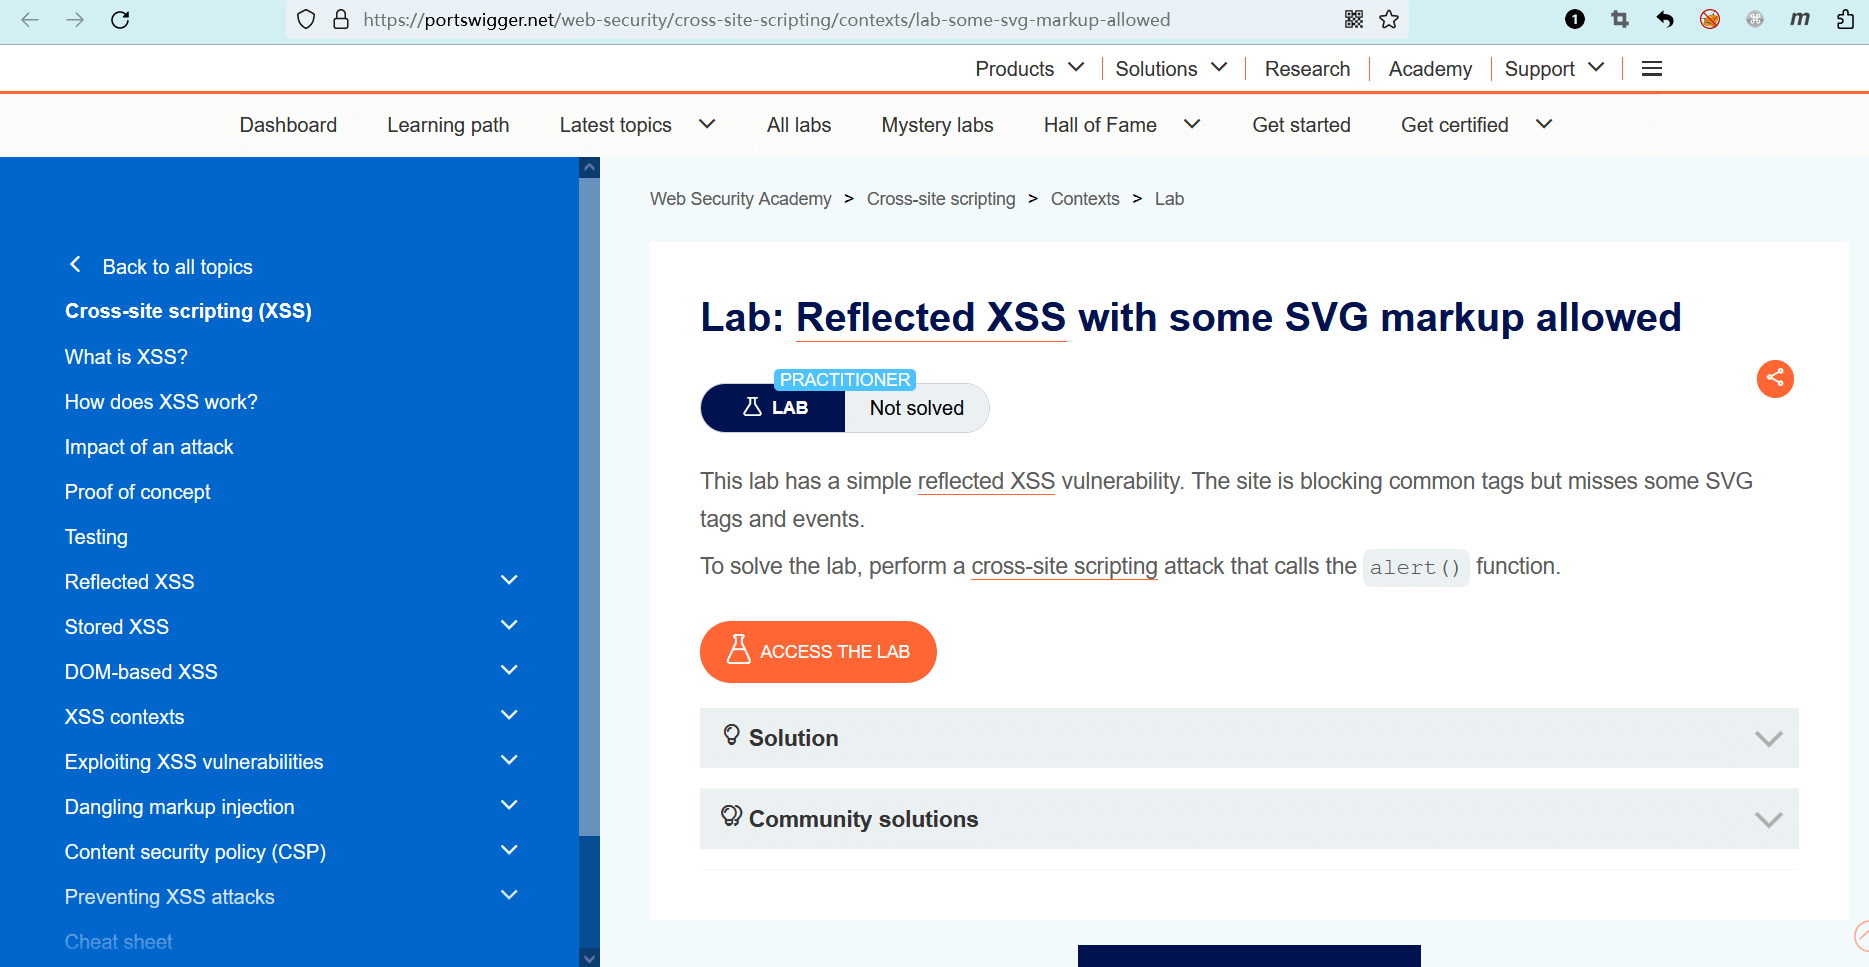 https://portswigger.net/web-security/cross-site-scripting/contexts/lab-some-svg-markup-allowed
1
m
Products
Solutions
Research
Academy
Support
Dashboard
Learning path
Latest topics
All labs
Mystery labs
Hall of Fame
Get started
Get certified
Back to all topics
Cross-site scripting (XSS)
What is XSS?
How does XSS work?
Impact of an attack
Proof of concept
Testing
Reflected XSS
Stored XSS
DOM-based XSS
XSS contexts
Exploiting XSS vulnerabilities
Dangling markup injection
Content security policy (CSP)
Preventing XSS attacks
Cheat sheet
Web Security Academy > Cross-site scripting > Contexts > Lab
Lab: Reflected XSS with some SVG markup allowed
PRACTITIONER
LAB
Not solved
This lab has a simple reflected XSS vulnerability. The site is blocking common tags but misses some SVG
tags and events.
To solve the lab, perform a cross-site scripting attack that calls the alert() function.
ACCESS THE LAB
Solution
Community solutions